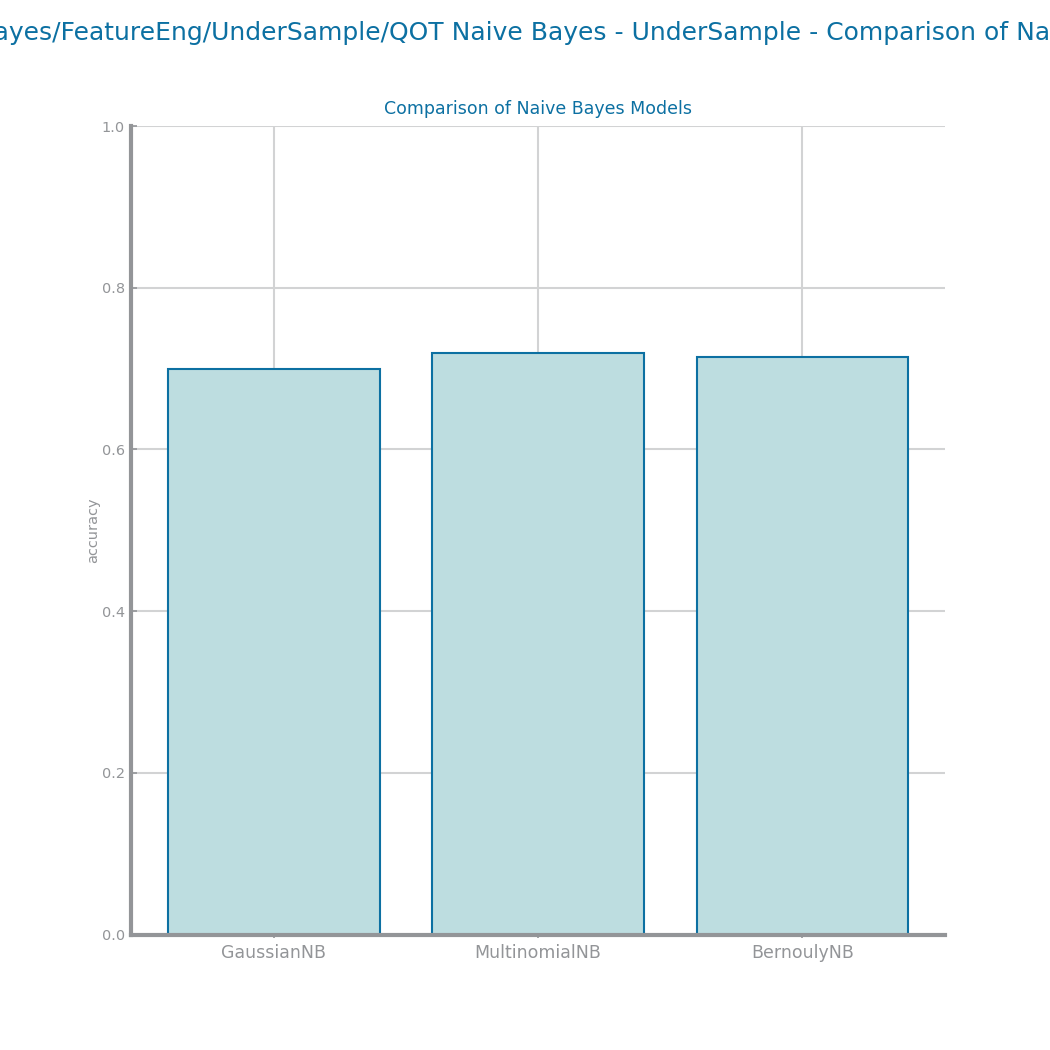 ayes/FeatureEng/UnderSample/QOT Naive Bayes - UnderSample - Comparison of Na
Comparison of Naive Bayes Models
1.0
0.8
0.6
0.4
0.2
0.0
accuracy
GaussianNB MultinomialNB BernoulyNB